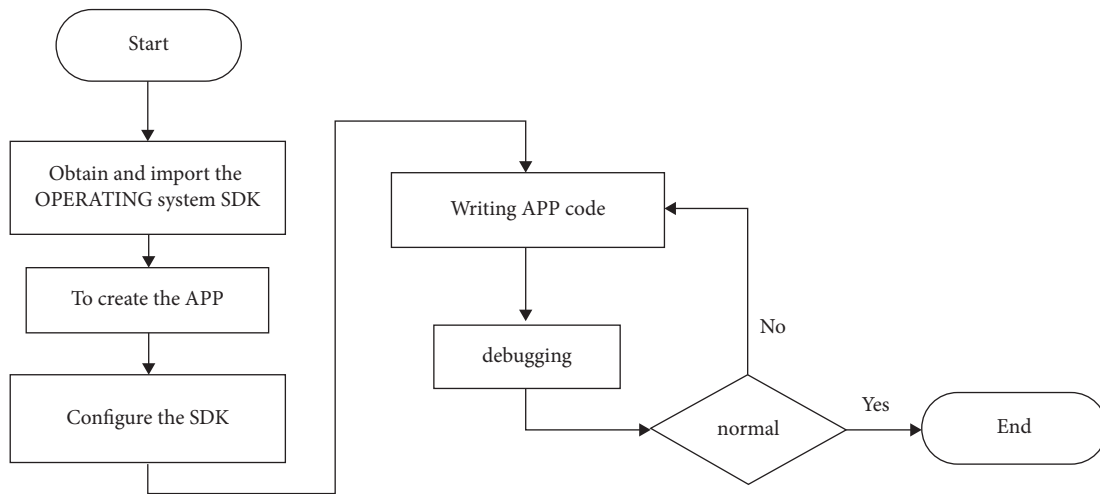 Start
Obtain and import the
OPERATING system SDK
To create the APP
Configure the SDK
Writing APP code
debugging
normal
No
Yes
End